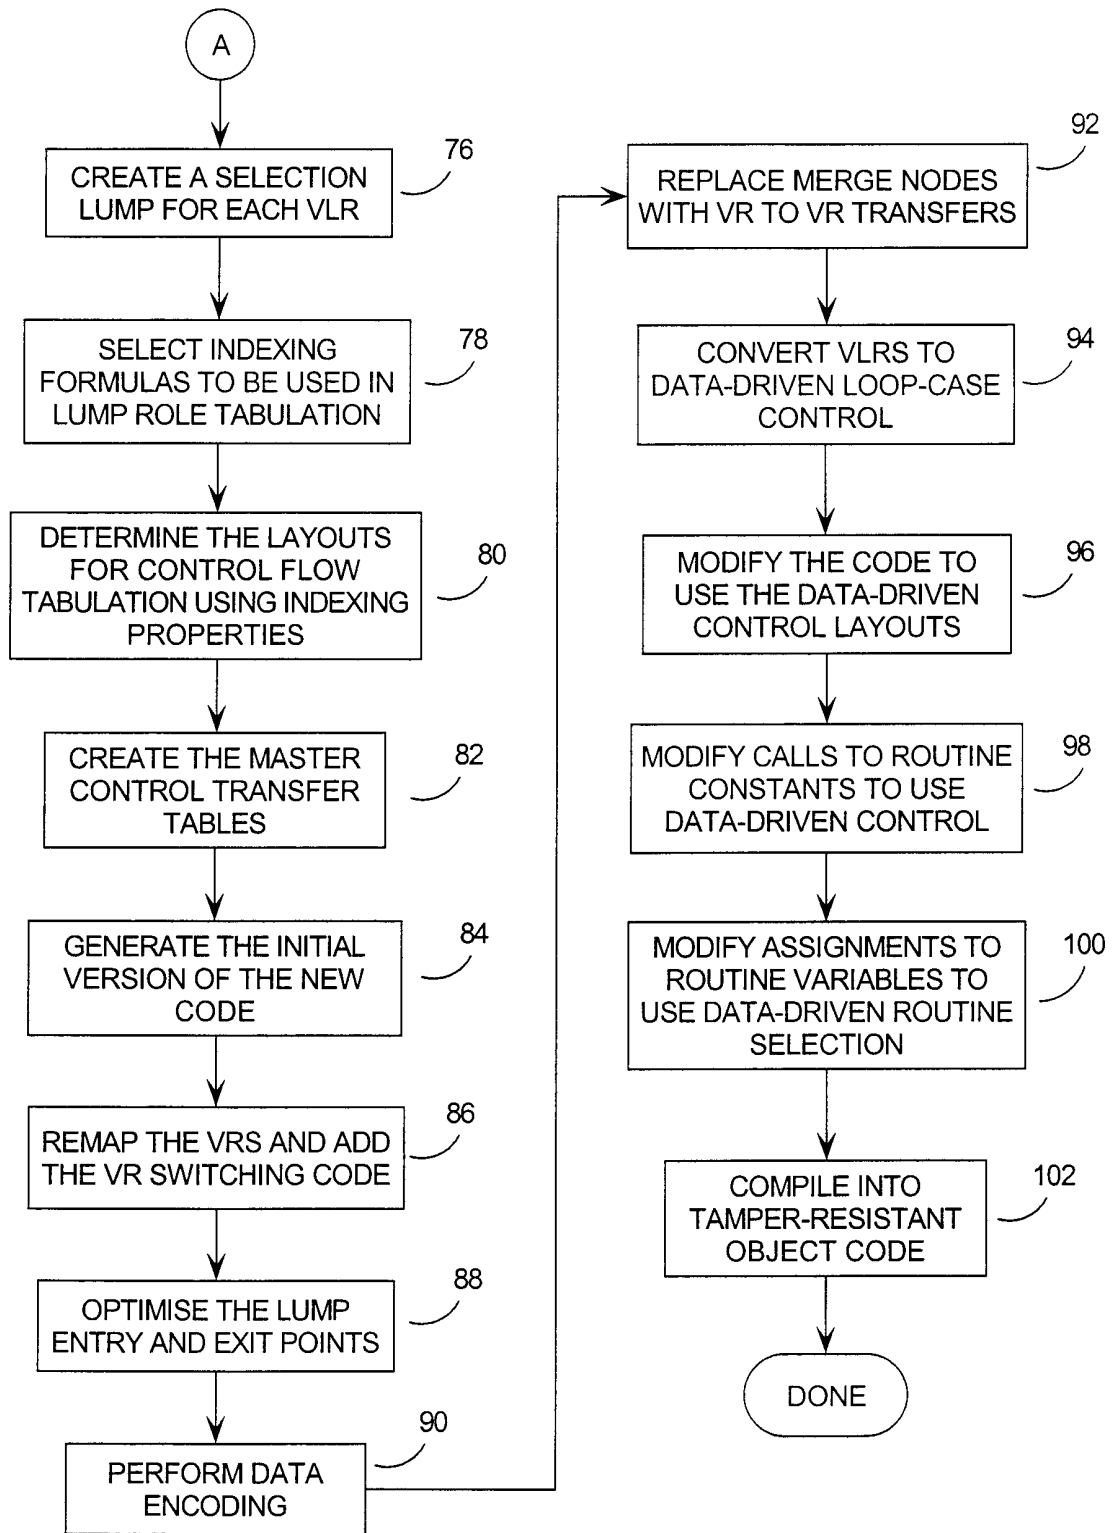 A
CREATE A SELECTION
LUMP FOR EACH VLR
76
SELECT INDEXING
FORMULAS TO BE USED IN
LUMP ROLE TABULATION
78
DETERMINE THE LAYOUTS
FOR CONTROL FLOW
TABULATION USING INDEXING
PROPERTIES
80
CREATE THE MASTER
CONTROL TRANSFER
TABLES
82
GENERATE THE INITIAL
VERSION OF THE NEW
CODE
84
REMAP THE VRS AND ADD
THE VR SWITCHING CODE
86
OPTIMISE THE LUMP
ENTRY AND EXIT POINTS
88
PERFORM DATA
ENCODING
90
REPLACE MERGE NODES
WITH VR TO VR TRANSFERS
92
CONVERT VLRS TO
DATA-DRIVEN LOOP-CASE
CONTROL
94
MODIFY THE CODE TO
USE THE DATA-DRIVEN
CONTROL LAYOUTS
96
MODIFY CALLS TO ROUTINE
CONSTANTS TO USE
DATA-DRIVEN CONTROL
98
MODIFY ASSIGNMENTS TO
ROUTINE VARIABLES TO
USE DATA-DRIVEN ROUTINE
SELECTION
100
COMPILE INTO
TAMPER-RESISTANT
OBJECT CODE
102
DONE